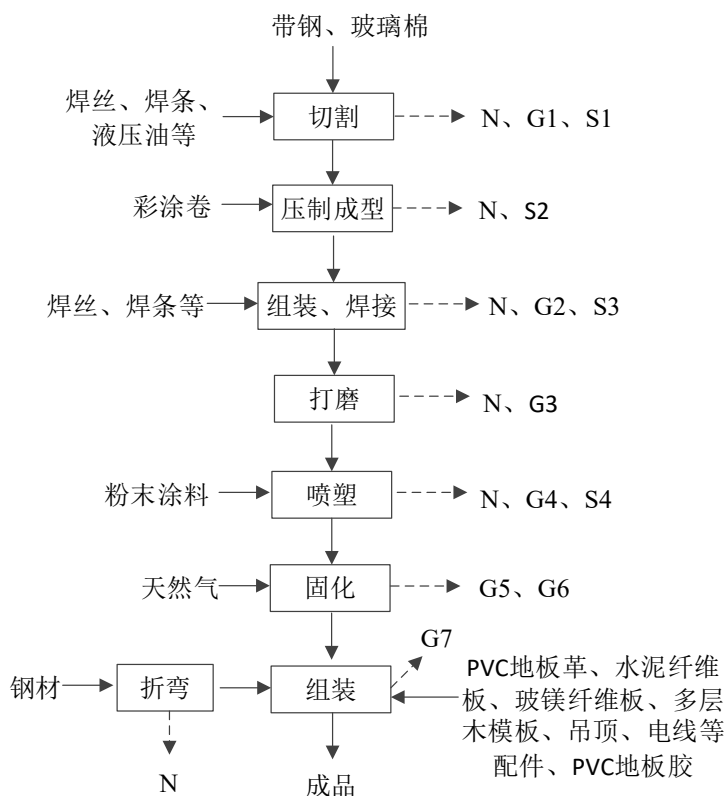 带钢、玻璃棉
焊丝、焊条、
液压油等
切割
N、G1、S1
彩涂卷
压制成型
N、S2
焊丝、焊条等
组装、焊接
N、G2、S3
打磨
N、G3
粉末涂料
喷塑
N、G4、S4
天然气
固化
G5、G6
G7
钢材
折弯
组装
PVC地板革、水泥纤维
板、玻镁纤维板、多层
木模板、吊顶、电线等
配件、PVC地板胶
N
成品